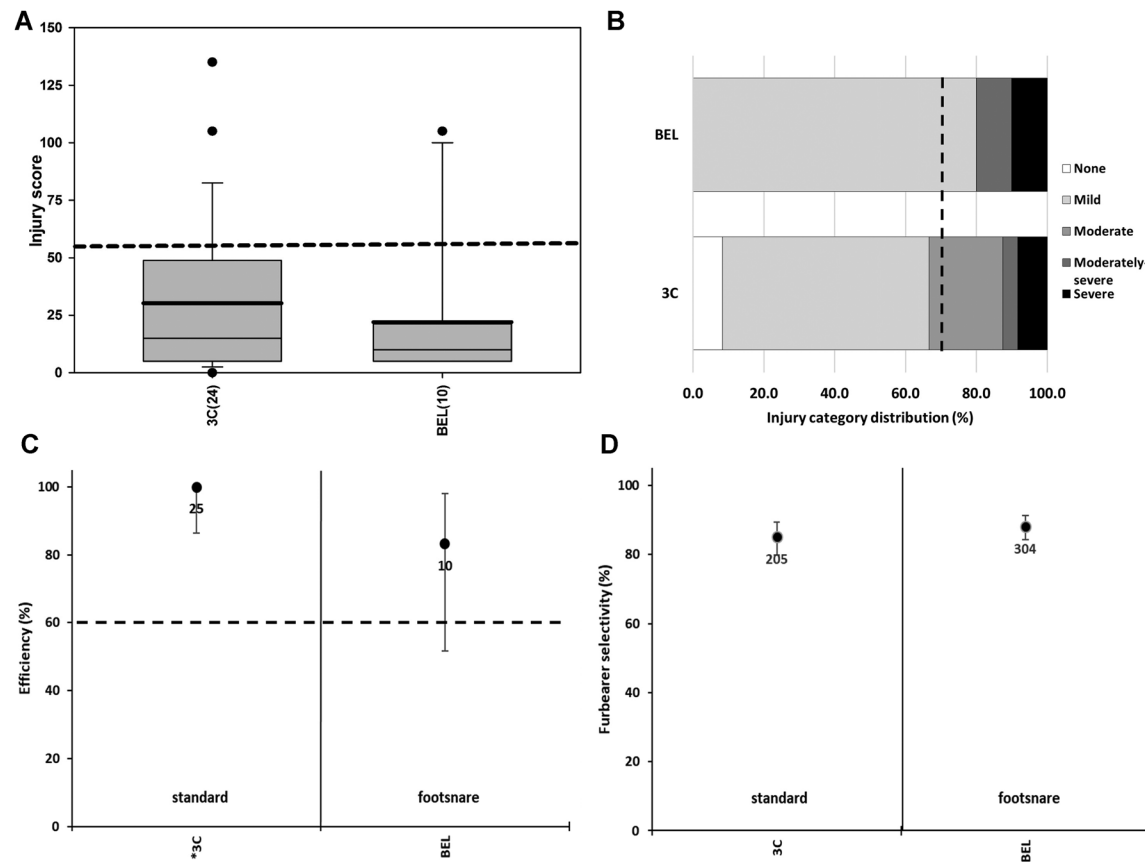 A
150
125
100
75
50
25
0
Injury score
3C(24)
BEL(10)
B
BEL
3C
None
Mild
Moderate
Moderately-
severe
Severe
0.0 20.0 40.0 60.0 80.0 100.0
Injury category distribution (%)
C
100
80
60
40
20
0
Efficiency (%)
25
10
standard footsnare
*3C
BEL
D
100
80
60
40
20
0
Furbearer selectivity (%)
205
304
standard footsnare
3C
BEL